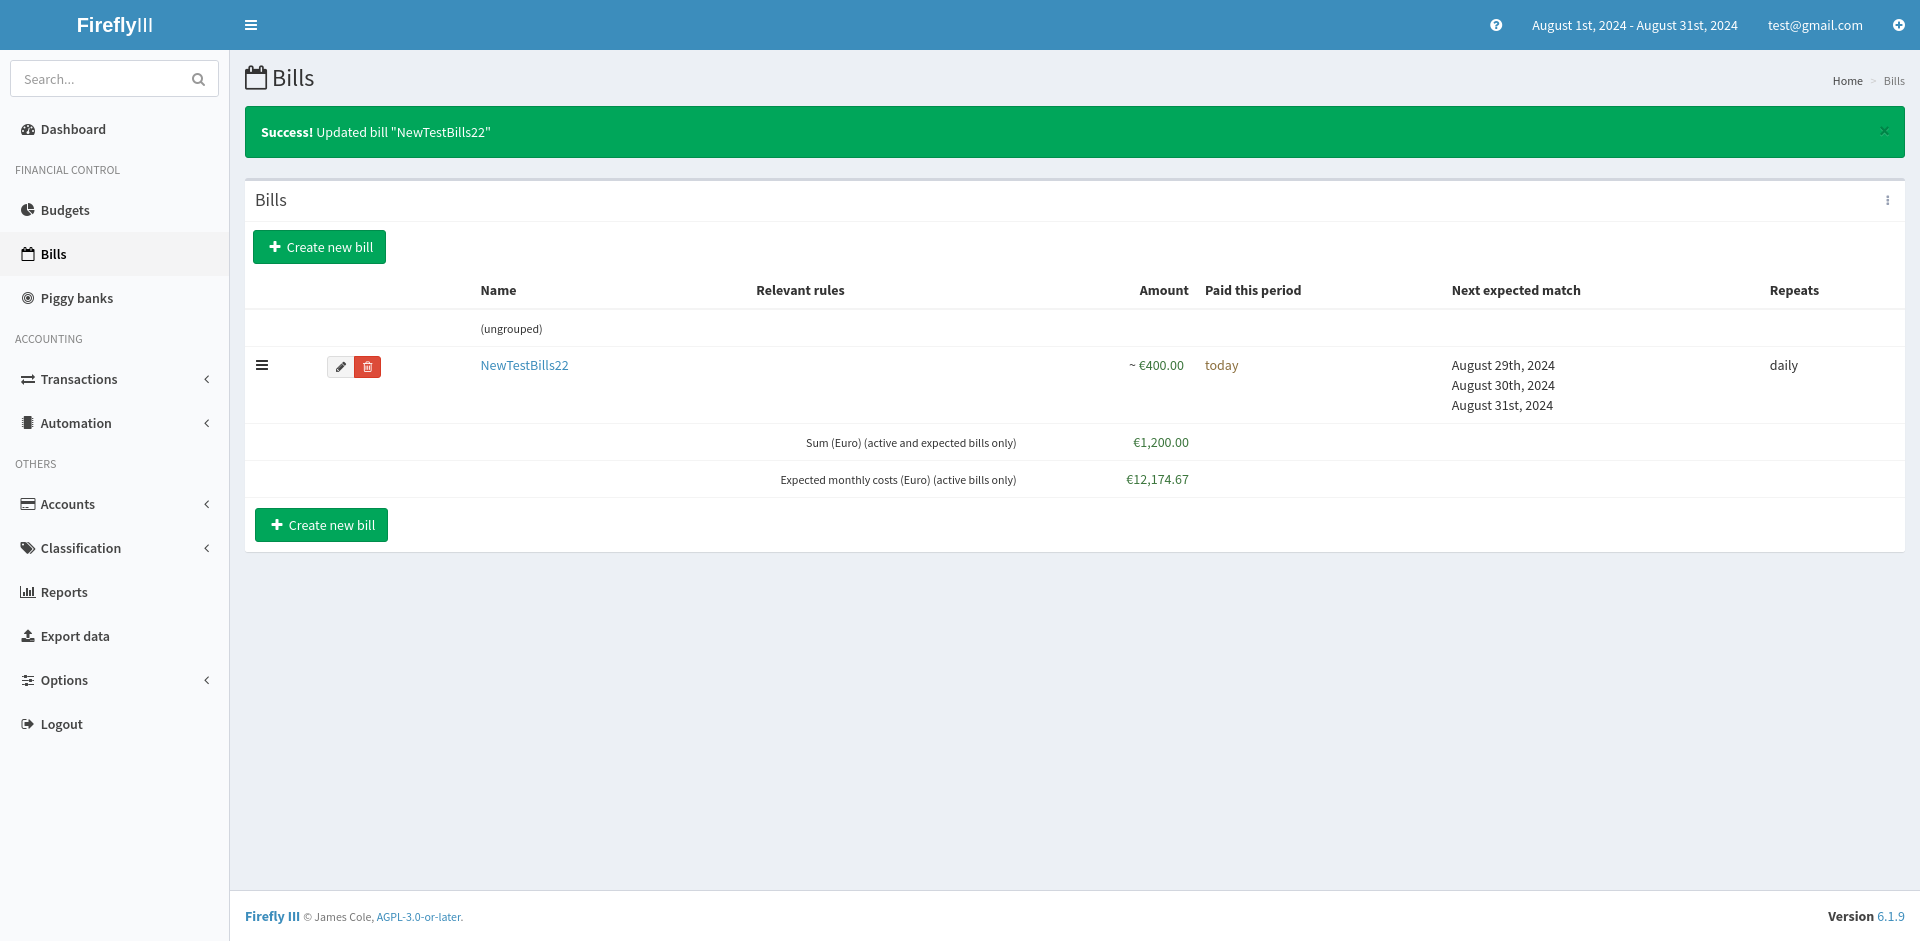 FireflyIII
August 1st, 2024 - August 31st, 2024
test@gmail.com
Search...
Dashboard
FINANCIAL CONTROL
Budgets
Bills
Piggy banks
ACCOUNTING
Transactions
Automation
OTHERS
Accounts
Classification
Reports
Export data
Options
Logout
Bills
Home > Bills
Success! Updated bill "NewTestBills22"
×
Bills
Create new bill
Name Relevant rules Amount Paid this period Next expected match Repeats
(ungrouped)
NewTestBills22 ~ €400.00 today August 29th, 2024 daily
August 30th, 2024
August 31st, 2024
Sum (Euro) (active and expected bills only) €1,200.00
Expected monthly costs (Euro) (active bills only) €12,174.67
Create new bill
Firefly III © James Cole, AGPL-3.0-or-later.
Version 6.1.9